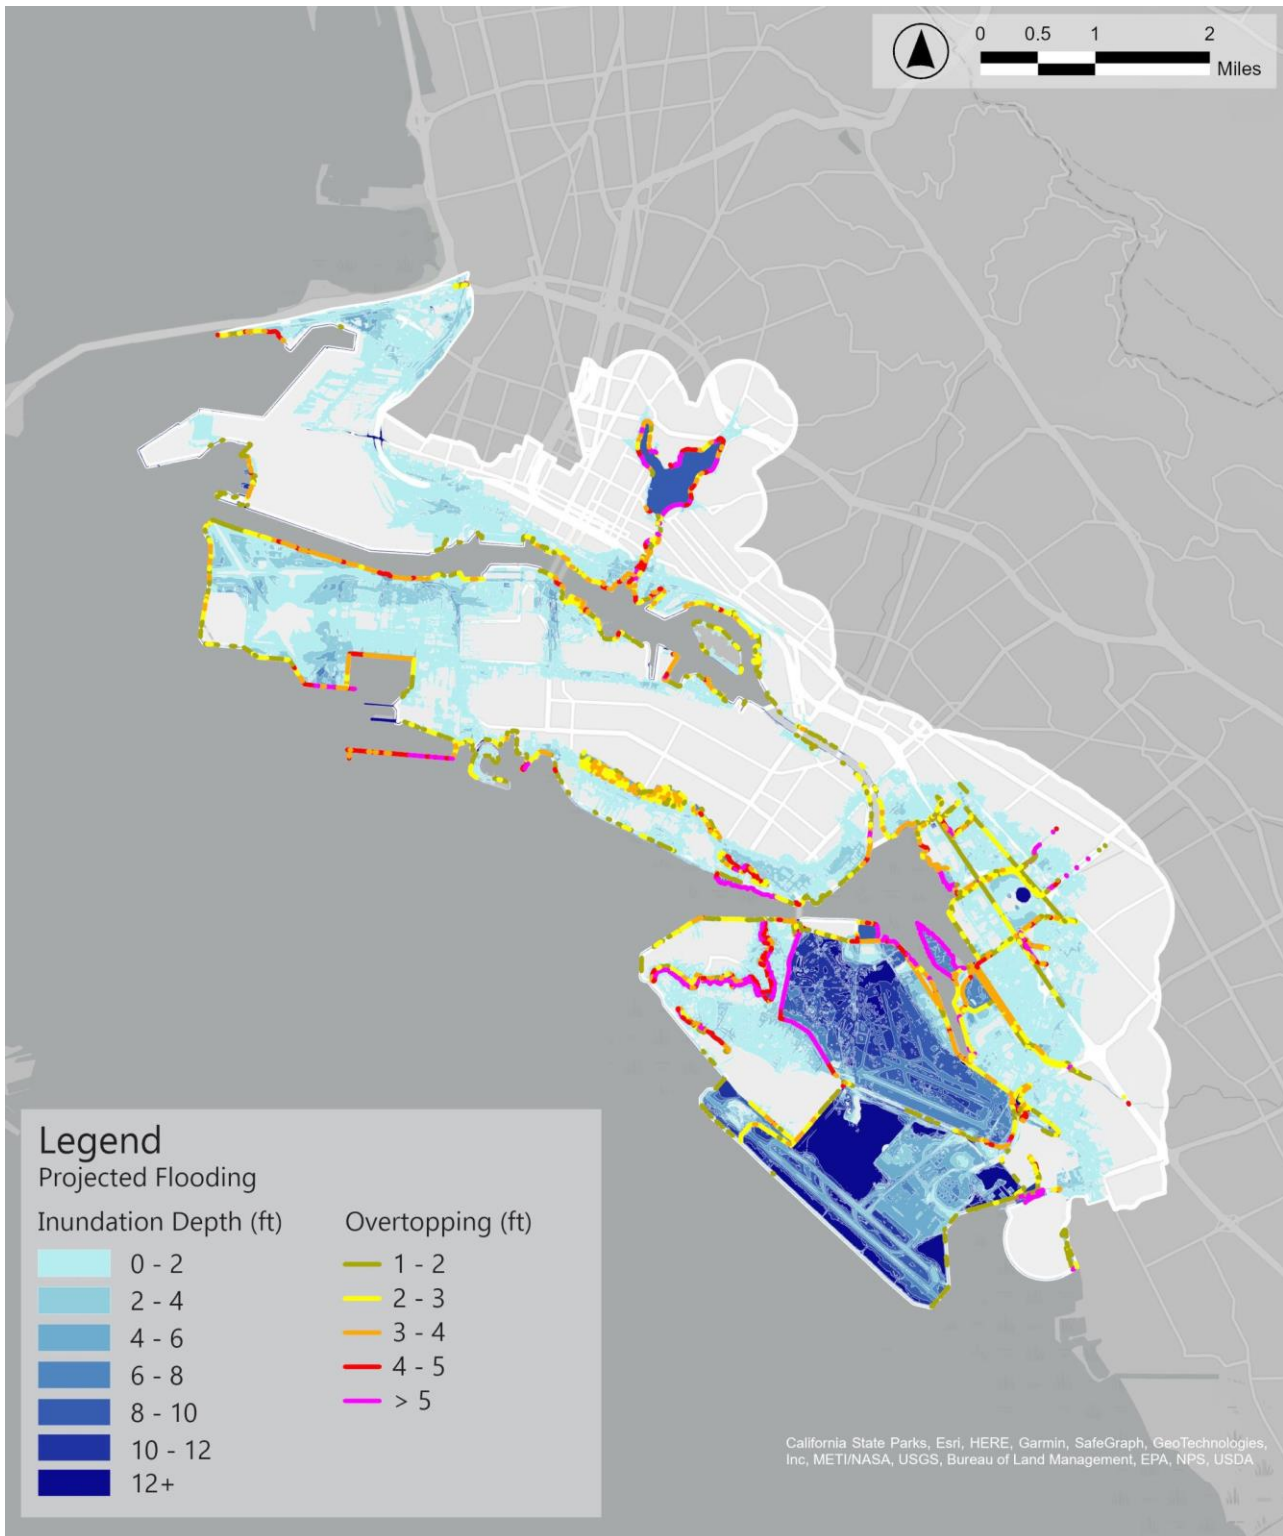 0 0.5 1 2
Miles
Legend
Projected Flooding
Inundation Depth (ft)
0 - 2
2 - 4
4 - 6
6 - 8
8 - 10
10 - 12
12+
Overtopping (ft)
1 - 2
2 - 3
3 - 4
4 - 5
> 5
California State Parks, Esri, HERE, Garmin, SafeGraph, GeoTechnologies,
Inc, METI/NASA, USGS, Bureau of Land Management, EPA, NPS, USDA